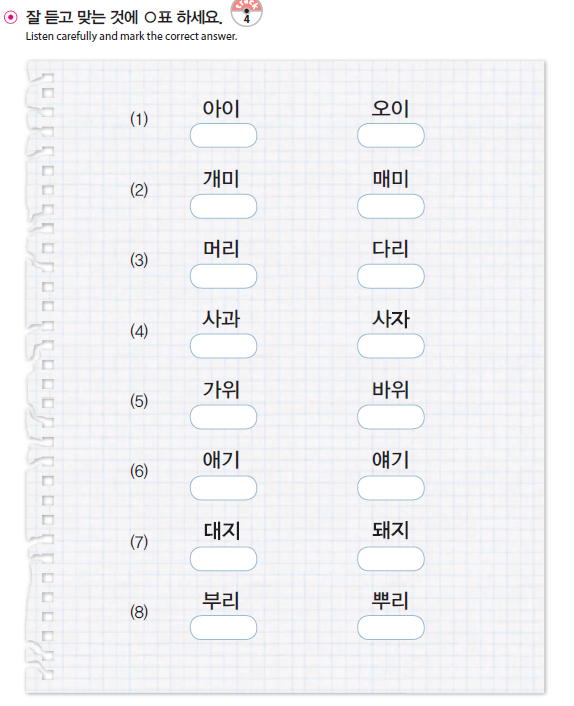 잘 듣고 맞는 것에 ○표 하세요. TRACK 4
Listen carefully and mark the correct answer.
(1) 아이 오이
(2) 개미 매미
(3) 머리 다리
(4) 사과 사자
(5) 가위 바위
(6) 애기 얘기
(7) 대지 돼지
(8) 부리 뿌리